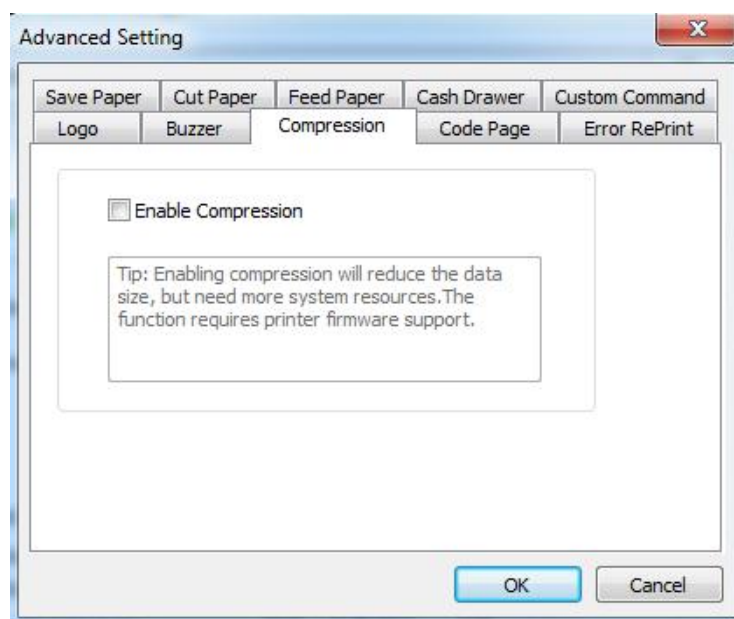 Advanced Setting
Save Paper Cut Paper Feed Paper Cash Drawer Custom Command
Logo Buzzer Compression Code Page Error RePrint
Enable Compression
Tip: Enabling compression will reduce the data
size, but need more system resources.The
function requires printer firmware support.
OK Cancel